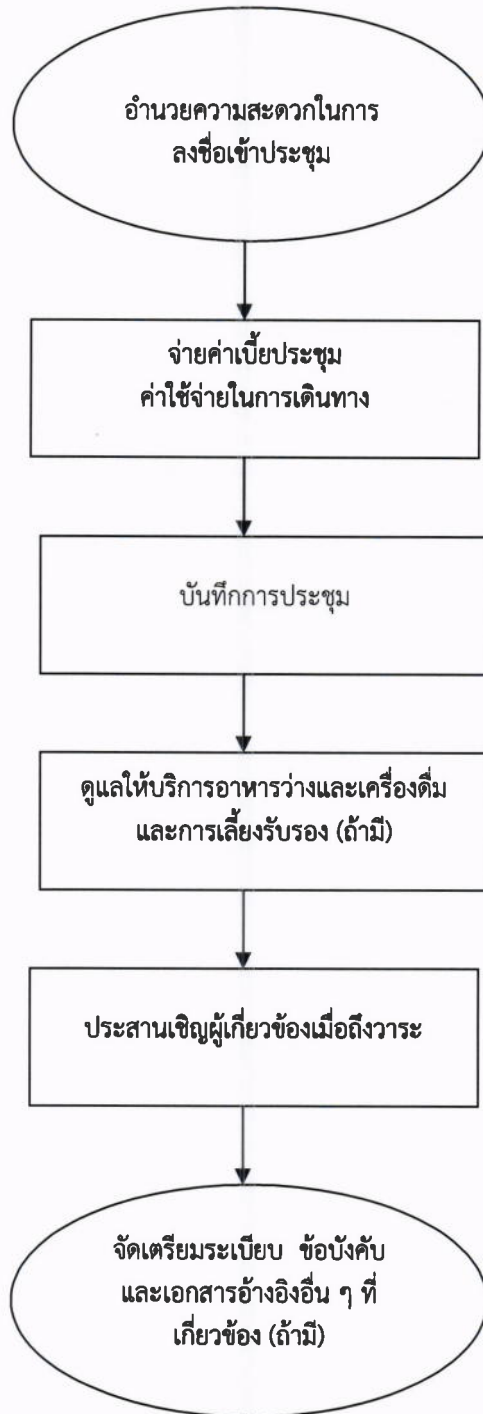 อำนวยความสะดวกในการ
ลงชื่อเข้าประชุม
จ่ายค่าเบี้ยประชุม
ค่าใช้จ่ายในการเดินทาง
บันทึกการประชุม
ดูแลให้บริการอาหารว่างและเครื่องดื่ม
และการเลี้ยงรับรอง (ถ้ามี)
ประสานเชิญผู้เกี่ยวข้องเมื่อถึงวาระ
จัดเตรียมระเบียบ ข้อบังคับ
และเอกสารอ้างอิงอื่น ๆ ที่
เกี่ยวข้อง (ถ้ามี)